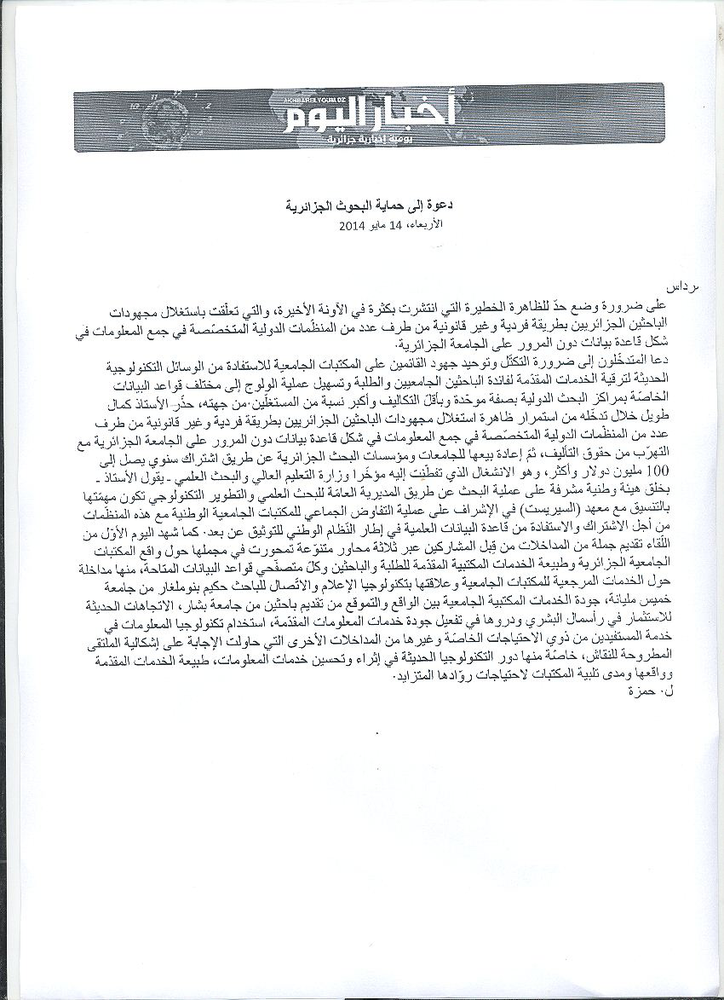 AKHBARELYOUM.DZ
أخبار اليوم
يومية إخبارية جزائرية
دعوة إلى حماية البحوث الجزائرية
الأربعاء، 14 مايو 2014
رداس
على ضرورة وضع حدّ للظاهرة الخطيرة التي انتشرت بكثرة في الآونة الأخيرة، والتي تعلّقت باستغلال مجهودات
الباحثين الجزائريين بطريقة فردية وغير قانونية من طرف عدد من المنظّمات الدولية المتخصّصة في جمع المعلومات في
شكل قاعدة بيانات دون المرور على الجامعة الجزائرية.
دعا المتدخّلون إلى ضرورة التكتّل وتوحيد جهود القائمين على المكتبات الجامعية للاستفادة من الوسائل التكنولوجية
الحديثة لترقية الخدمات المقدّمة لفائدة الباحثين الجامعيين والطلبة وتسهيل عملية الولوج إلى مختلف قواعد البيانات
الخاصّة بمراكز البحث الدولية بصفة موحّدة وبأقلّ التكاليف وأكبر نسبة من المستغلّين.من جهته، حذّر الأستاذ كمال
طويل خلال تدخّله من استمرار ظاهرة استغلال مجهودات الباحثين الجزائريين بطريقة فردية وغير قانونية من طرف
عدد من المنظّمات الدولية المتخصّصة في جمع المعلومات في شكل قاعدة بيانات دون المرور على الجامعة الجزائرية مع
التهرّب من حقوق التأليف، ثمّ إعادة بيعها للجامعات ومؤسسات البحث الجزائرية عن طريق اشتراك سنوي يصل إلى
100 مليون دولار وأكثر، وهو الانشغال الذي تفطّنت إليه مؤخّرا وزارة التعليم العالي والبحث العلمي ـ يقول الأستاذ ـ
بخلق هيئة وطنية مشرفة على عملية البحث عن طريق المديرية العامّة للبحث العلمي والتطوير التكنولوجي تكون مهمّتها
بالتنسيق مع معهد (السيريست) في الإشراف على عملية التفاوض الجماعي للمكتبات الجامعية الوطنية مع هذه المنظّمات
من أجل الاشتراك والاستفادة من قاعدة البيانات العلمية في إطار النّظام الوطني للتوثيق عن بعد. كما شهد اليوم الأوّل من
اللّقاء تقديم جملة من المداخلات من قِبل المشاركين عبر ثلاثة محاور متنوّعة تمحورت في مجملها حول واقع المكتبات
الجامعية الجزائرية وطبيعة الخدمات المكتبية المقدّمة للطلبة والباحثين وكلّ متصفّحي قواعد البيانات المتاحة، منها مداخلة
حول الخدمات المرجعية للمكتبات الجامعية وعلاقتها بتكنولوجيا الإعلام والاتّصال للباحث حكيم بنوملغار من جامعة
خميس مليانة، جودة الخدمات المكتبية الجامعية بين الواقع والتموقع من تقديم باحثين من جامعة بشار، الاتجاهات الحديثة
للاستثمار في رأسمال البشري ودروها في تفعيل جودة خدمات المعلومات المقدّمة، استخدام تكنولوجيا المعلومات في
خدمة المستفيدين من ذوي الاحتياجات الخاصّة وغيرها من المداخلات الأخرى التي حاولت الإجابة على إشكالية الملتقى
المطروحة للنقاش، خاصّة منها دور التكنولوجيا الحديثة في إثراء وتحسين خدمات المعلومات، طبيعة الخدمات المقدّمة
وواقعها ومدى تلبية المكتبات لاحتياجات روّادها المتزايد.
ل. حمزة